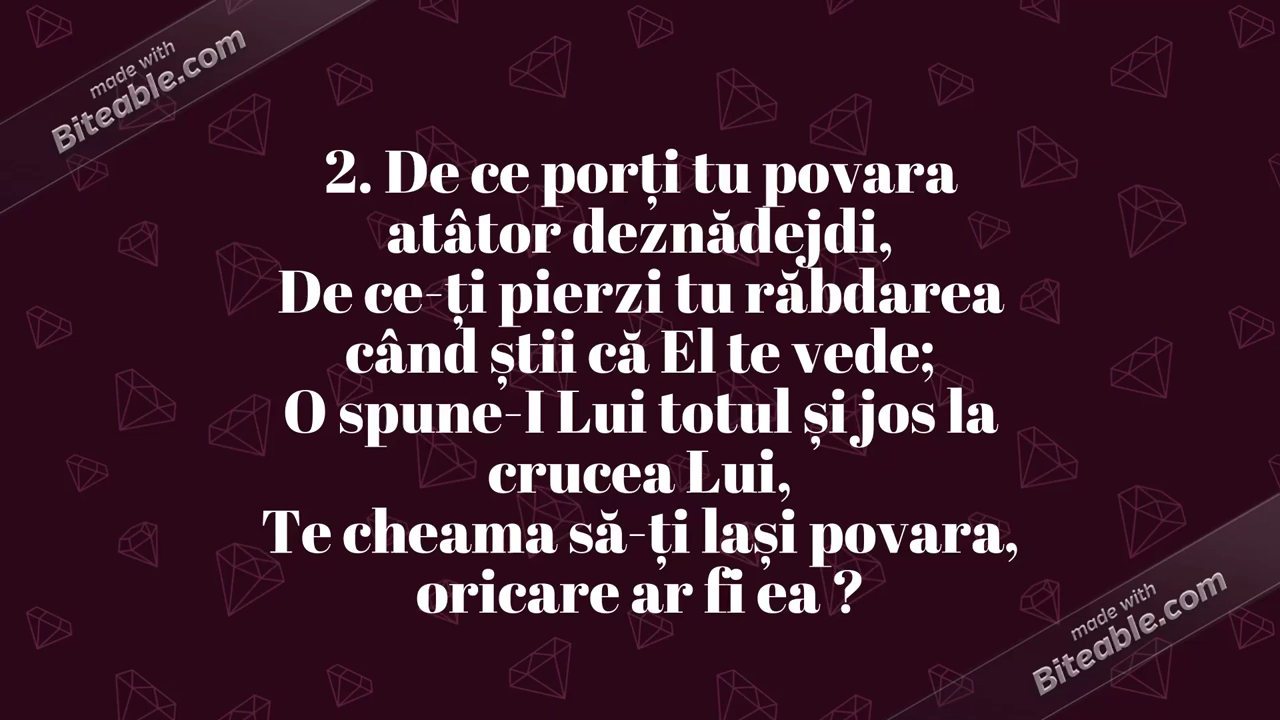 made with
Biteable.com
2. De ce porți tu povara
atâtor deznădejdi,
De ce-ți pierzi tu răbdarea
când știi că El te vede;
O spune-I Lui totul și jos la
crucea Lui,
Te cheama să-ți lași povara,
oricare ar fi ea ?
made with
Biteable.com